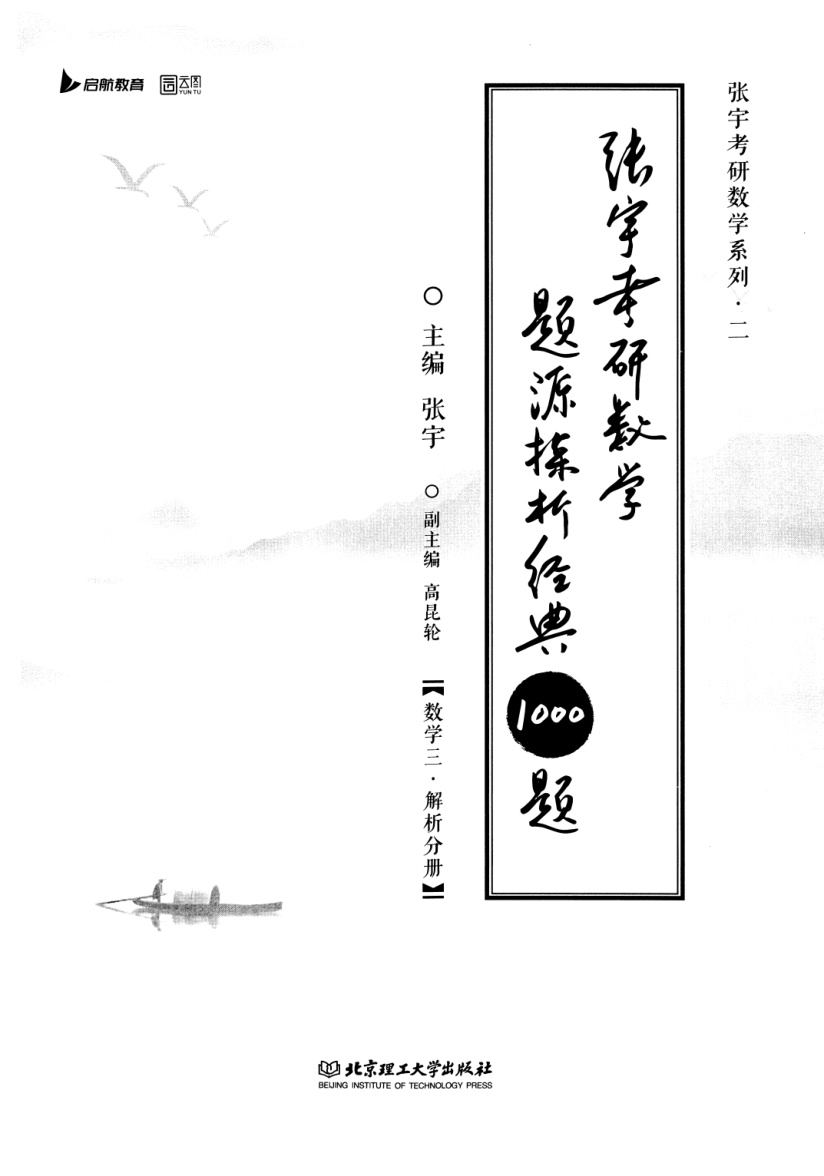 启航教育 云图
YUN TU
张宇考研数学系列·二
张宇考研数学
题源探析经典
1000
题
主编 张宇
副主编 高昆轮
【数学三·解析分册】
北京理工大学出版社
BEIJING INSTITUTE OF TECHNOLOGY PRESS